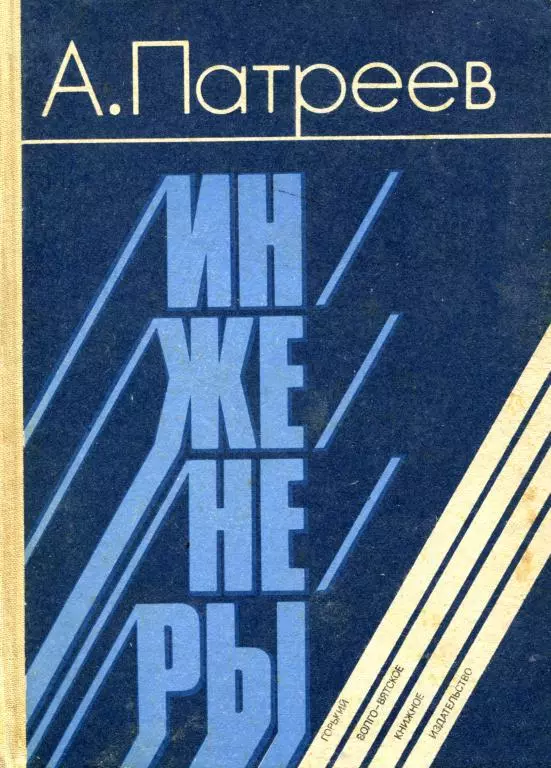 А.Патреев
ИН
ЖЕ
НЕ
РЫ
ГОРЬКИЙ
ВОЛГО-ВЯТСКОЕ
КНИЖНОЕ
ИЗДАТЕЛЬСТВО